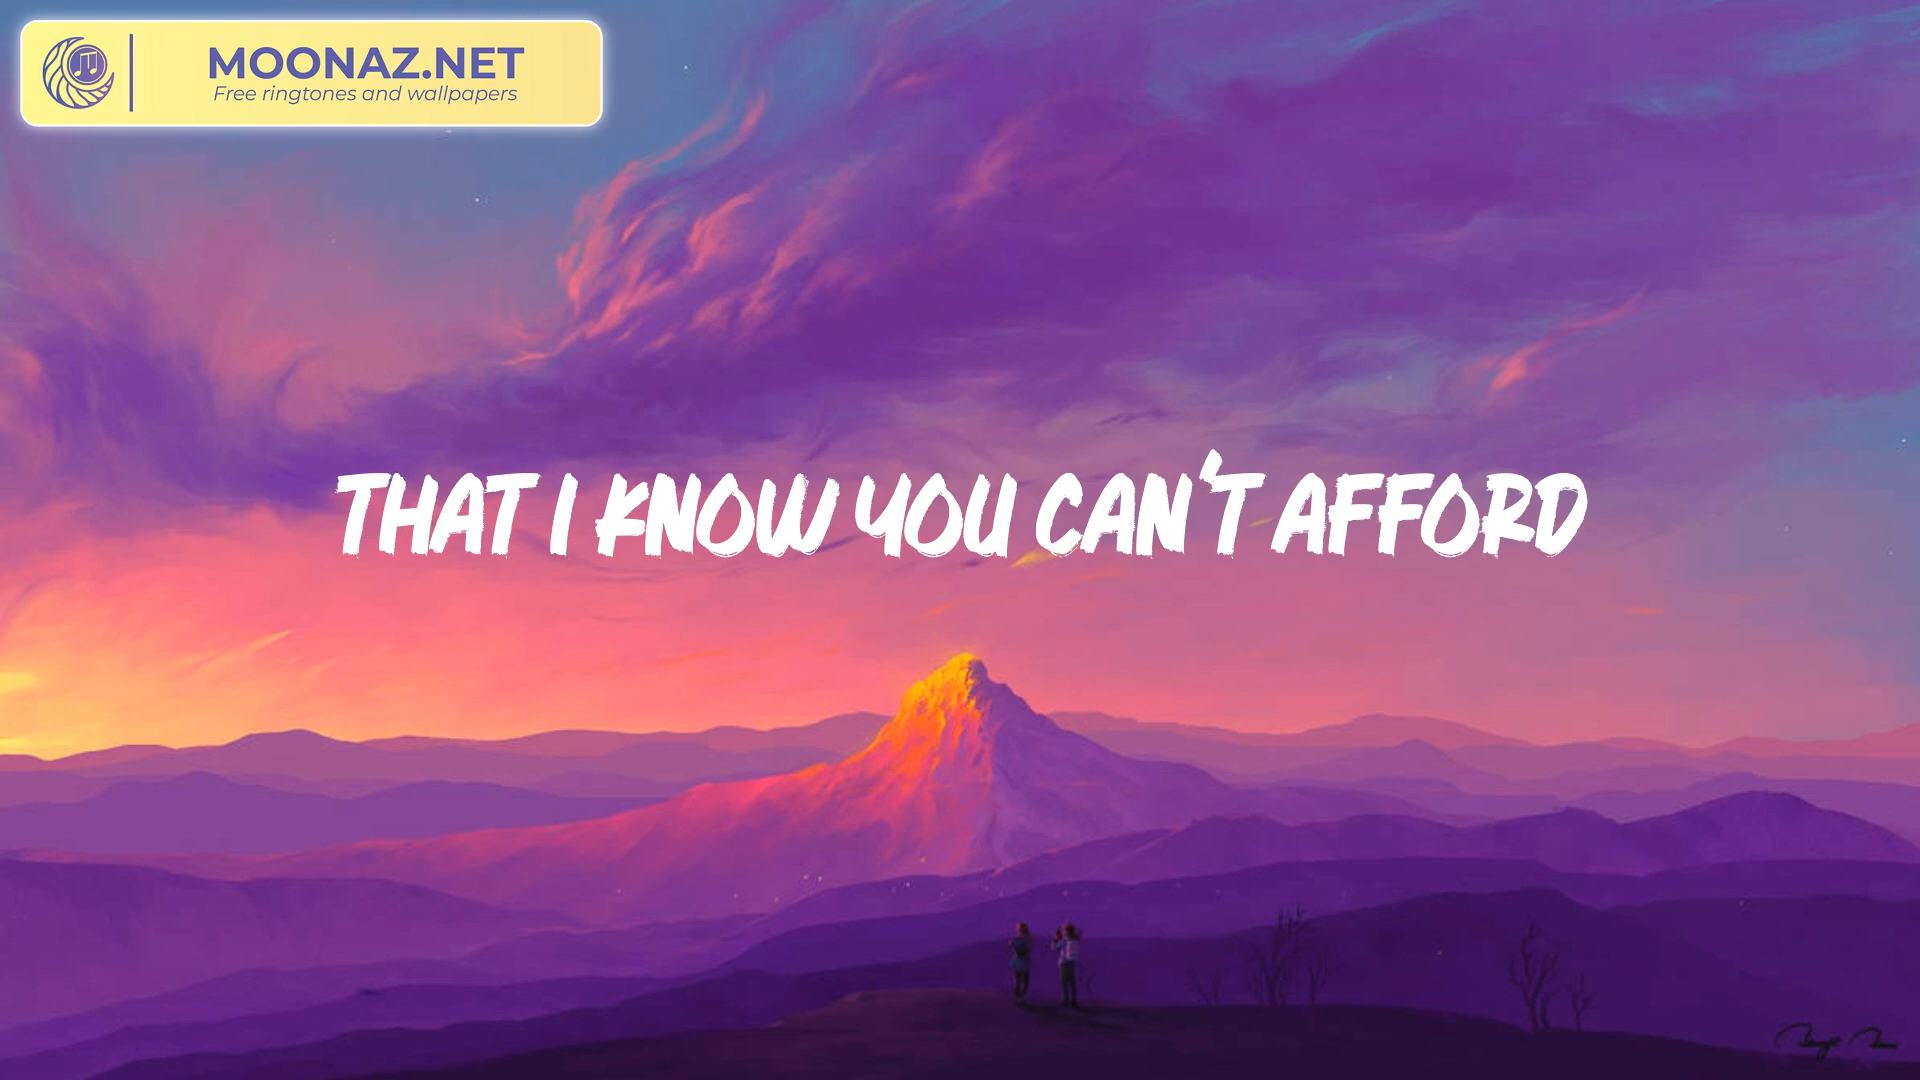 MOONAZ.NET
Free ringtones and wallpapers
THAT I KNOW YOU CAN'T AFFORD